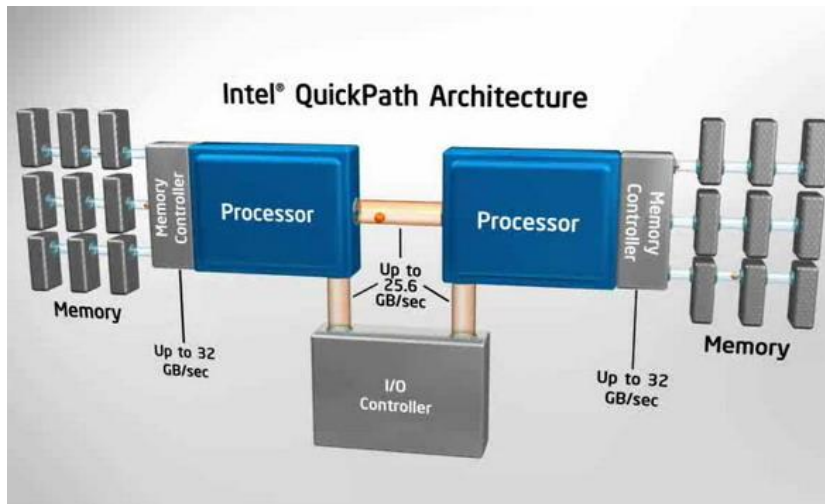 Intel® QuickPath Architecture
Memory
Controller
Processor
Processor
Memory
Controller
Up to
25.6
GB/sec
Memory
Up to 32
GB/sec
I/O
Controller
Up to 32
GB/sec
Memory